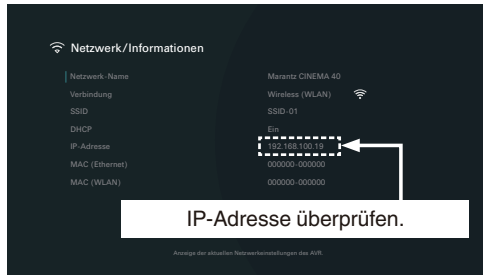 Netzwerk/Informationen
Netzwerk-Name Marantz CINEMA 40
Verbindung Wireless (WLAN)
SSID SSID-01
DHCP Ein
IP-Adresse 192.168.100.19
MAC (Ethernet) 000000-000000
MAC (WLAN) 000000-000000
IP-Adresse überprüfen.
Anzeige der aktuellen Netzwerkeinstellungen des AVR.